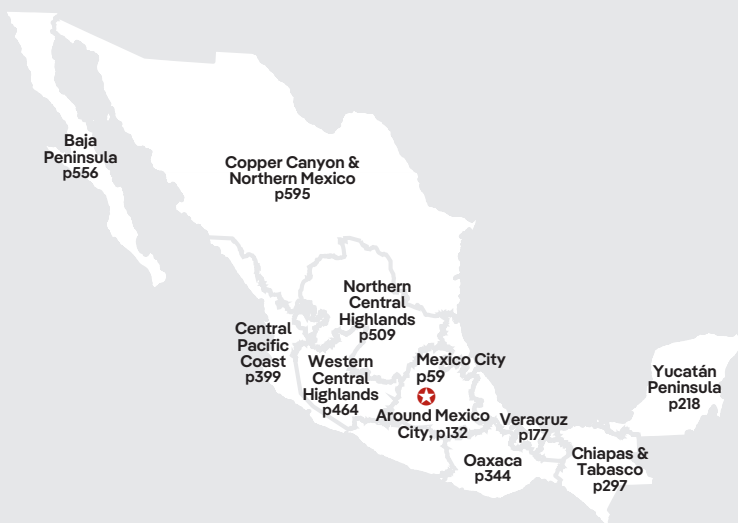 Baja
Peninsula
p556
Copper Canyon &
Northern Mexico
p595
Northern
Central
Highlands
p509
Central
Pacific
Coast
p399
Western
Central
Highlands
p464
Mexico City
p59
Around Mexico
City, p132
Veracruz
p177
Yucatán
Peninsula
p218
Oaxaca
p344
Chiapas &
Tabasco
p297